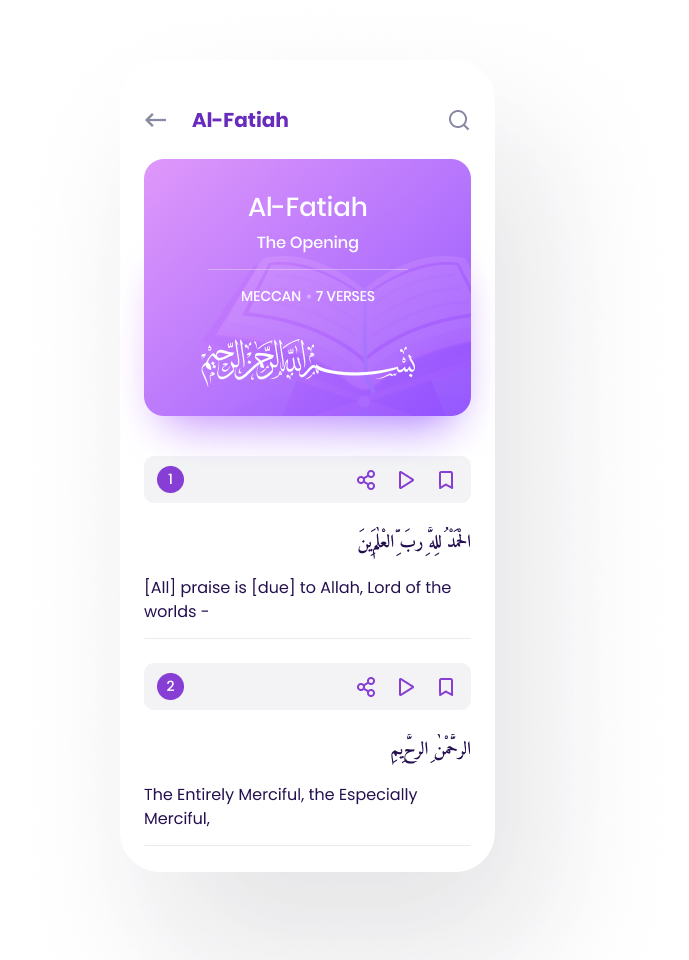 Al-Fatiah
Al-Fatiah
The Opening
MECCAN • 7 VERSES
بِسْمِ اللَّهِ الرَّحْمَٰنِ الرَّحِيمِ
1
الْحَمْدُ لِلَّهِ رَبِّ الْعٰلَمِينَ
[All] praise is [due] to Allah, Lord of the
worlds -
2
الرَّحْمٰنِ الرَّحِيمِ
The Entirely Merciful, the Especially
Merciful,